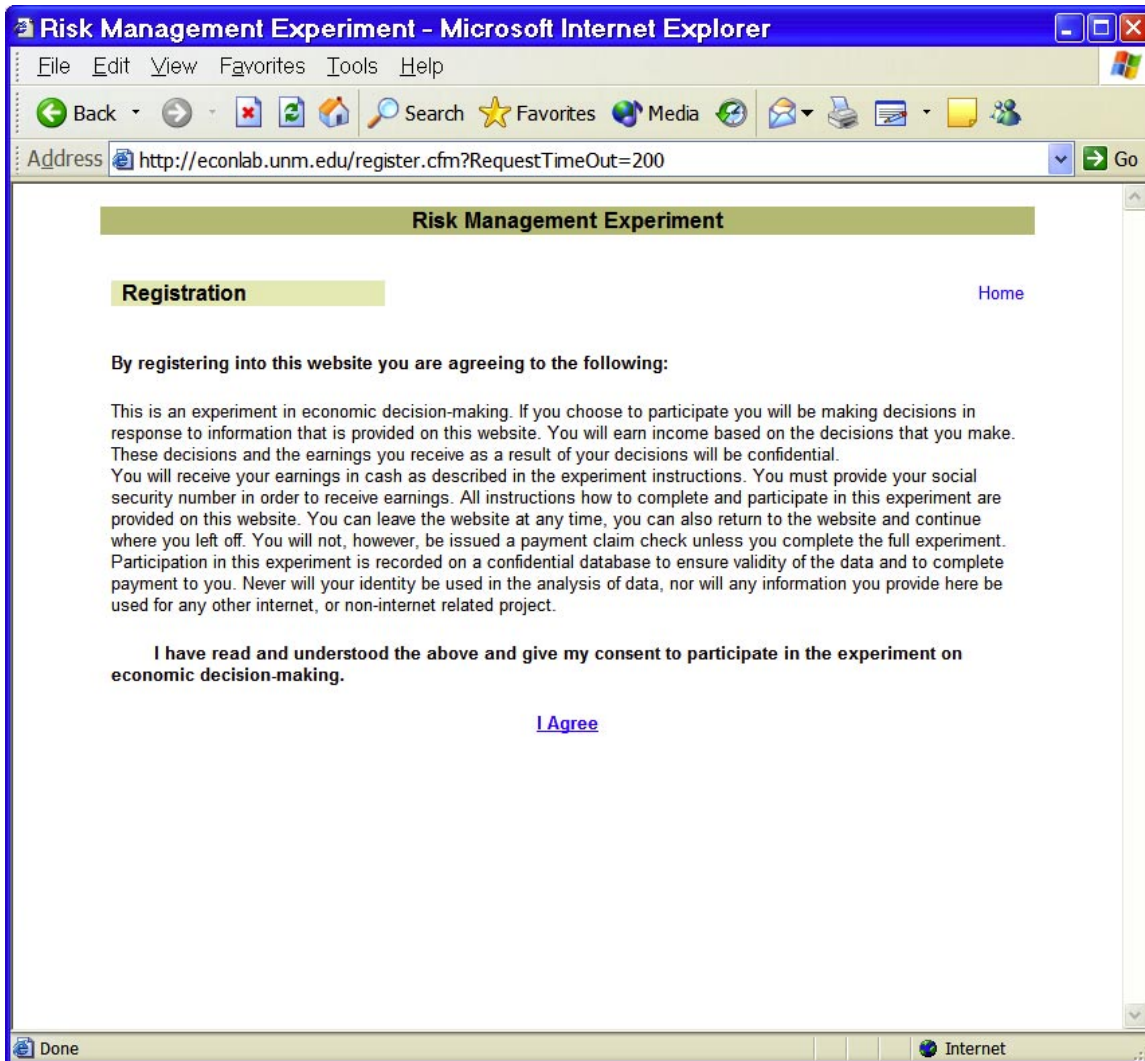 Risk Management Experiment - Microsoft Internet Explorer
File Edit View Favorites Tools Help
Back Search Favorites Media
Address http://econlab.unm.edu/register.cfm?RequestTimeOut=200 Go
Risk Management Experiment
Registration Home
By registering into this website you are agreeing to the following:
This is an experiment in economic decision-making. If you choose to participate you will be making decisions in
response to information that is provided on this website. You will earn income based on the decisions that you make.
These decisions and the earnings you receive as a result of your decisions will be confidential.
You will receive your earnings in cash as described in the experiment instructions. You must provide your social
security number in order to receive earnings. All instructions how to complete and participate in this experiment are
provided on this website. You can leave the website at any time, you can also return to the website and continue
where you left off. You will not, however, be issued a payment claim check unless you complete the full experiment.
Participation in this experiment is recorded on a confidential database to ensure validity of the data and to complete
payment to you. Never will your identity be used in the analysis of data, nor will any information you provide here be
used for any other internet, or non-internet related project.
I have read and understood the above and give my consent to participate in the experiment on
economic decision-making.
I Agree
Done Internet